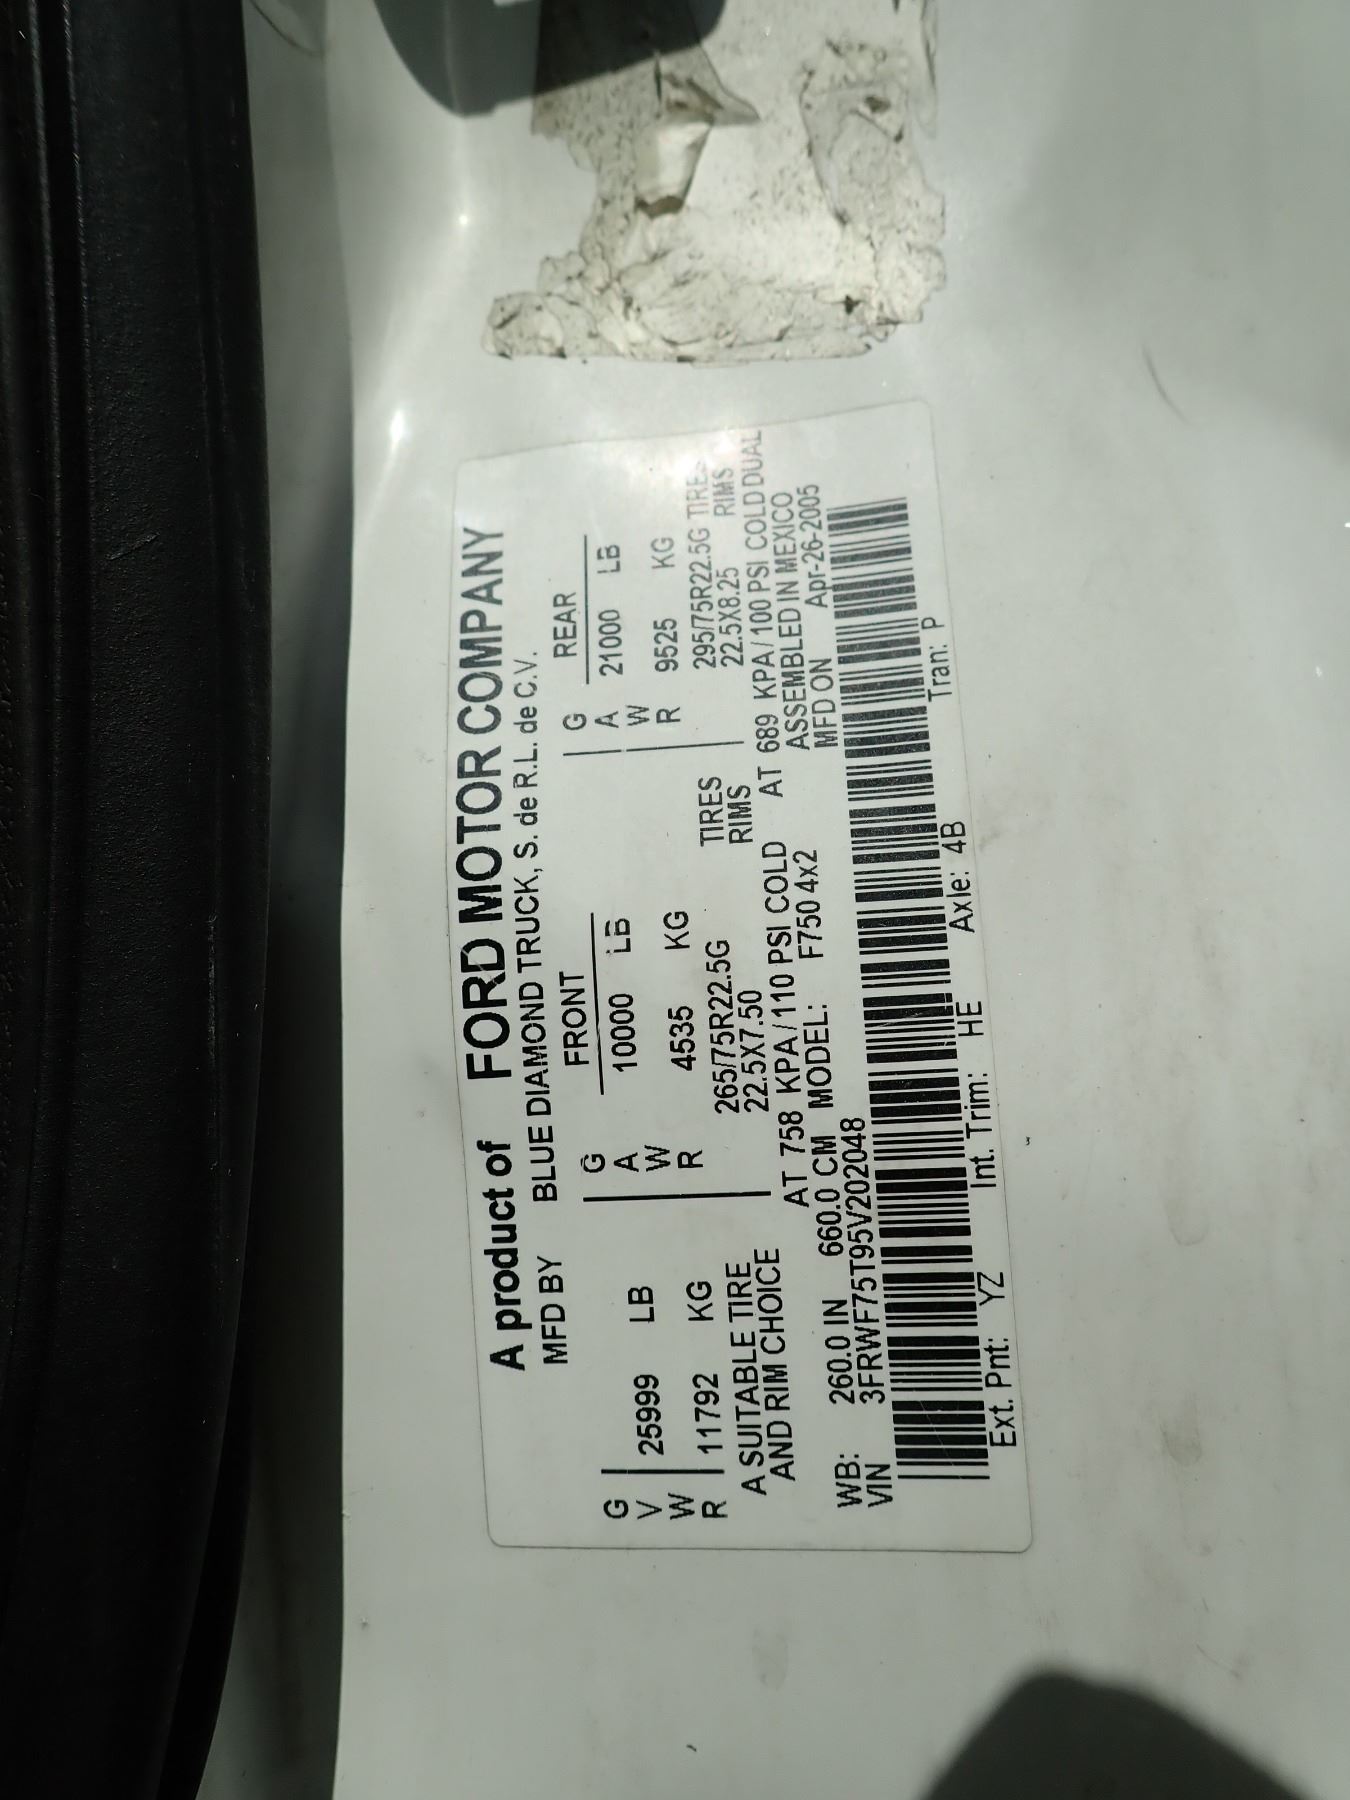 A product of FORD MOTOR COMPANY
MFD BY BLUE DIAMOND TRUCK, S. de R.L. de C.V.
FRONT REAR
G G G
V 25999 LB A 10000 LB A 21000 LB
W W W
R 11792 KG R 4535 KG R 9525 KG
A SUITABLE TIRE 265/75R22.5G TIRES 295/75R22.5G TIRES
AND RIM CHOICE 22.5X7.50 RIMS 22.5X8.25 RIMS
AT 758 KPA/110 PSI COLD AT 689 KPA/100 PSI COLD DUAL
WB: 260.0 IN 660.0 CM MODEL: F750 4x2 ASSEMBLED IN MEXICO
VIN 3FRWF75T95V202048 MFD ON Apr-26-2005
Ext. Pnt: YZ Int. Trim: HE Axle: 4B Tran: P